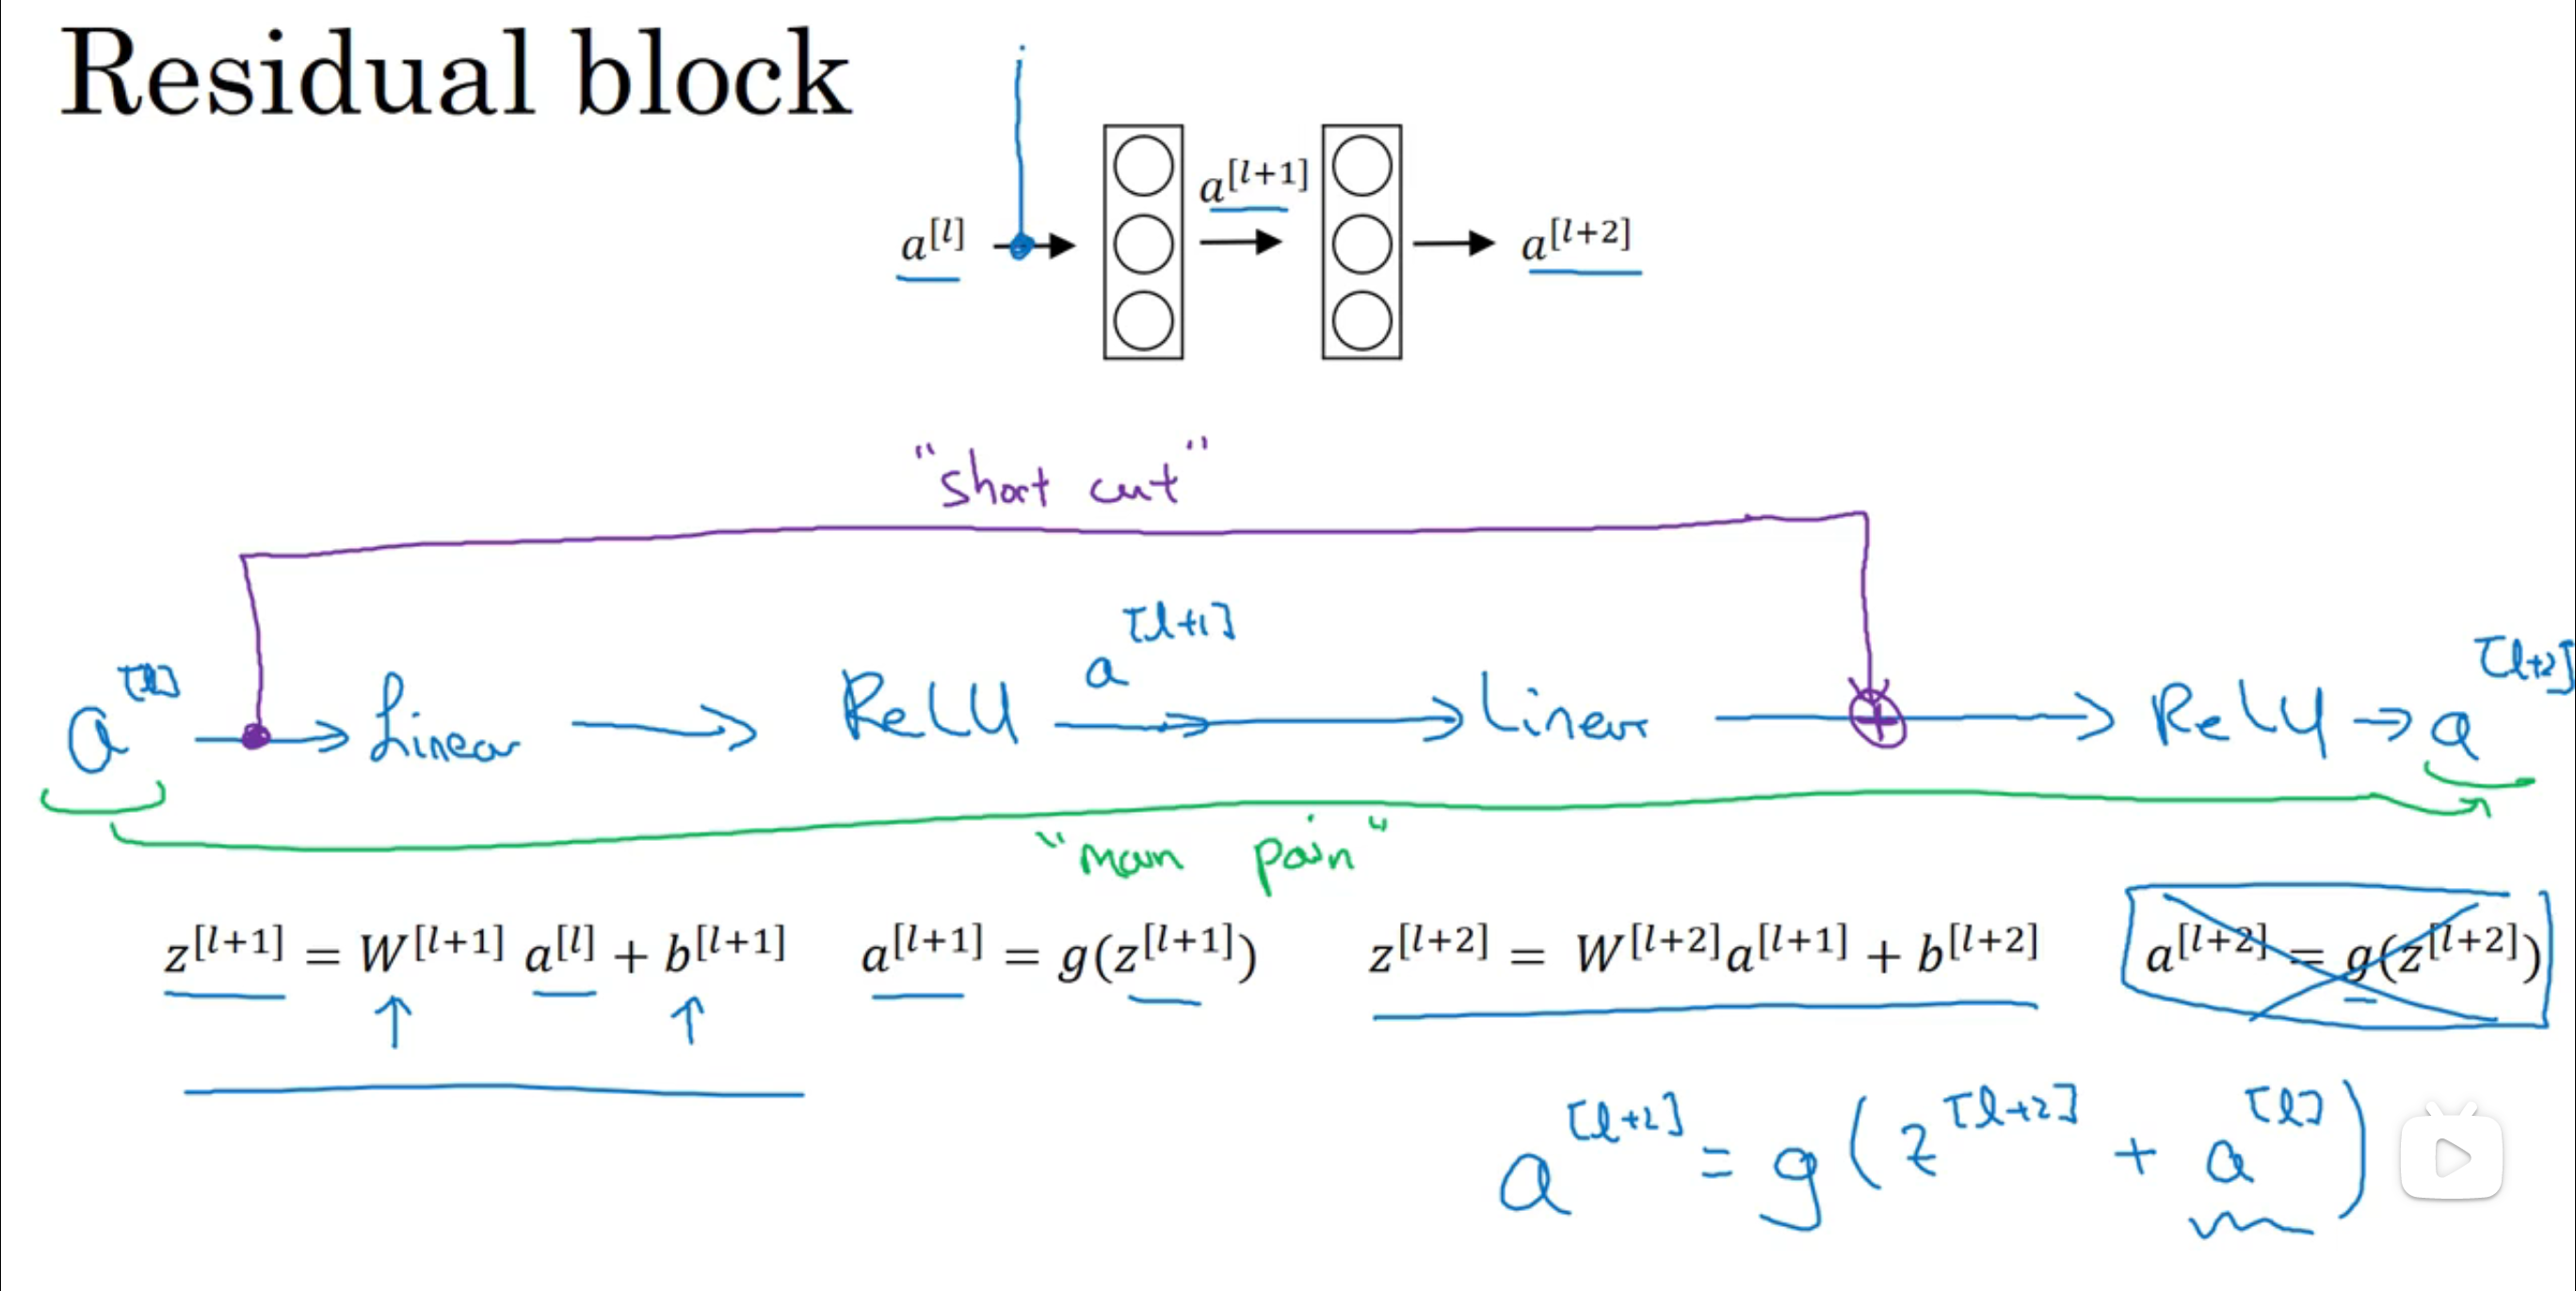 Residual block
a^[l] a^[l+1] a^[l+2]
"short cut"
a^[l] → Linear → ReLU a^[l+1] → Linear ⊕ → ReLU → a^[l+2]
"main pain"
z^[l+1] = W^[l+1] a^[l] + b^[l+1] a^[l+1] = g(z^[l+1]) z^[l+2] = W^[l+2] a^[l+1] + b^[l+2] a^[l+2] = g(z^[l+2])
a^[l+2] = g(z^[l+2] + a^[l])